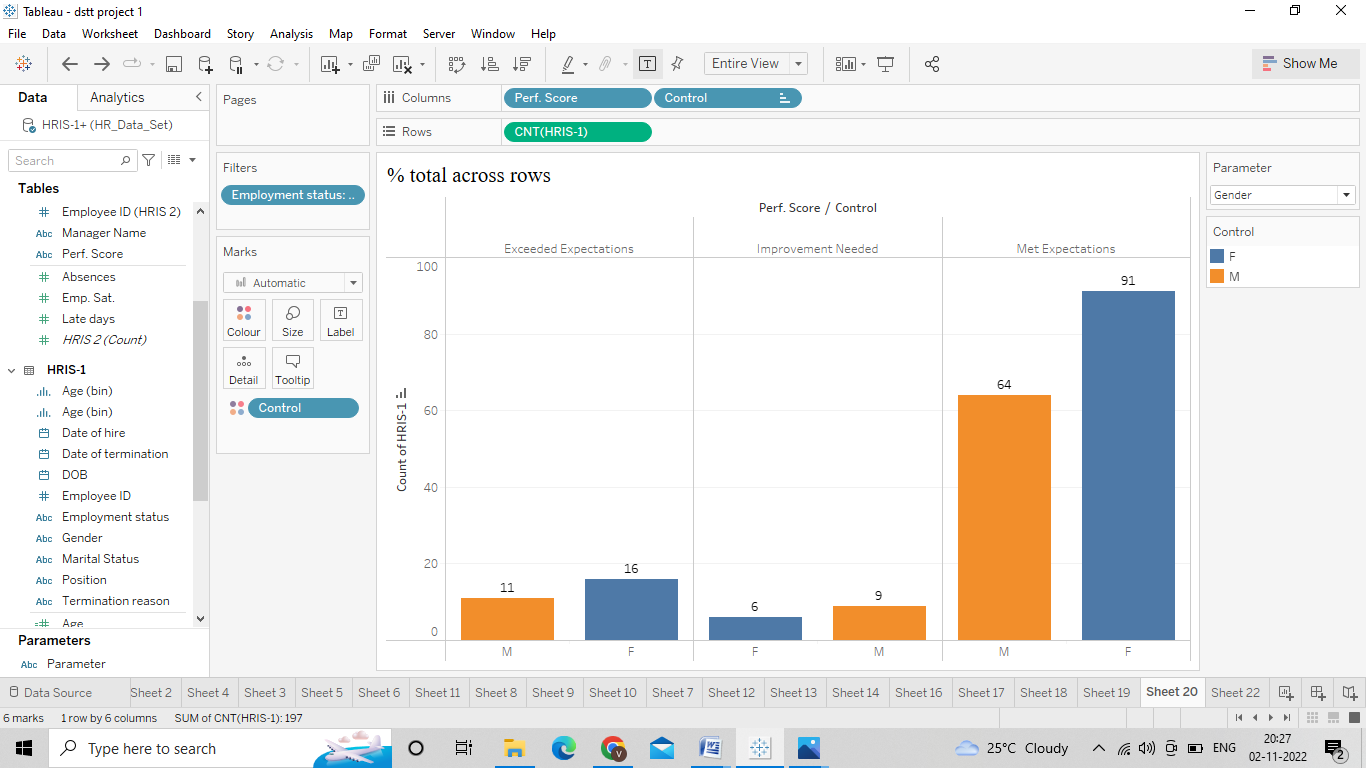 Tableau - dstt project 1
File Data Worksheet Dashboard Story Analysis Map Format Server Window Help
Entire View
Show Me
Data Analytics
HRIS-1+ (HR_Data_Set)
Search
Tables
Employee ID (HRIS 2)
Abc Manager Name
Abc Perf. Score
Absences
Emp. Sat.
Late days
HRIS 2 (Count)
HRIS-1
Age (bin)
Age (bin)
Date of hire
Date of termination
DOB
Employee ID
Abc Employment status
Abc Gender
Abc Marital Status
Abc Position
Abc Termination reason
Age
Parameters
Abc Parameter
Pages
Filters
Employment status: ..
Marks
Automatic
Colour Size Label
Detail Tooltip
Control
Columns Perf. Score Control
Rows CNT(HRIS-1)
% total across rows
Perf. Score / Control
Exceeded Expectations Improvement Needed Met Expectations
Count of HRIS-1
100
80
60
40
20
0
11 16 6 9 64 91
M F F M M F
Parameter
Gender
Control
F
M
Data Source Sheet 2 Sheet 4 Sheet 3 Sheet 5 Sheet 6 Sheet 11 Sheet 8 Sheet 9 Sheet 10 Sheet 7 Sheet 12 Sheet 13 Sheet 14 Sheet 16 Sheet 17 Sheet 18 Sheet 19 Sheet 20 Sheet 22
6 marks 1 row by 6 columns SUM of CNT(HRIS-1): 197
Type here to search
25°C Cloudy
ENG
20:27
02-11-2022
2